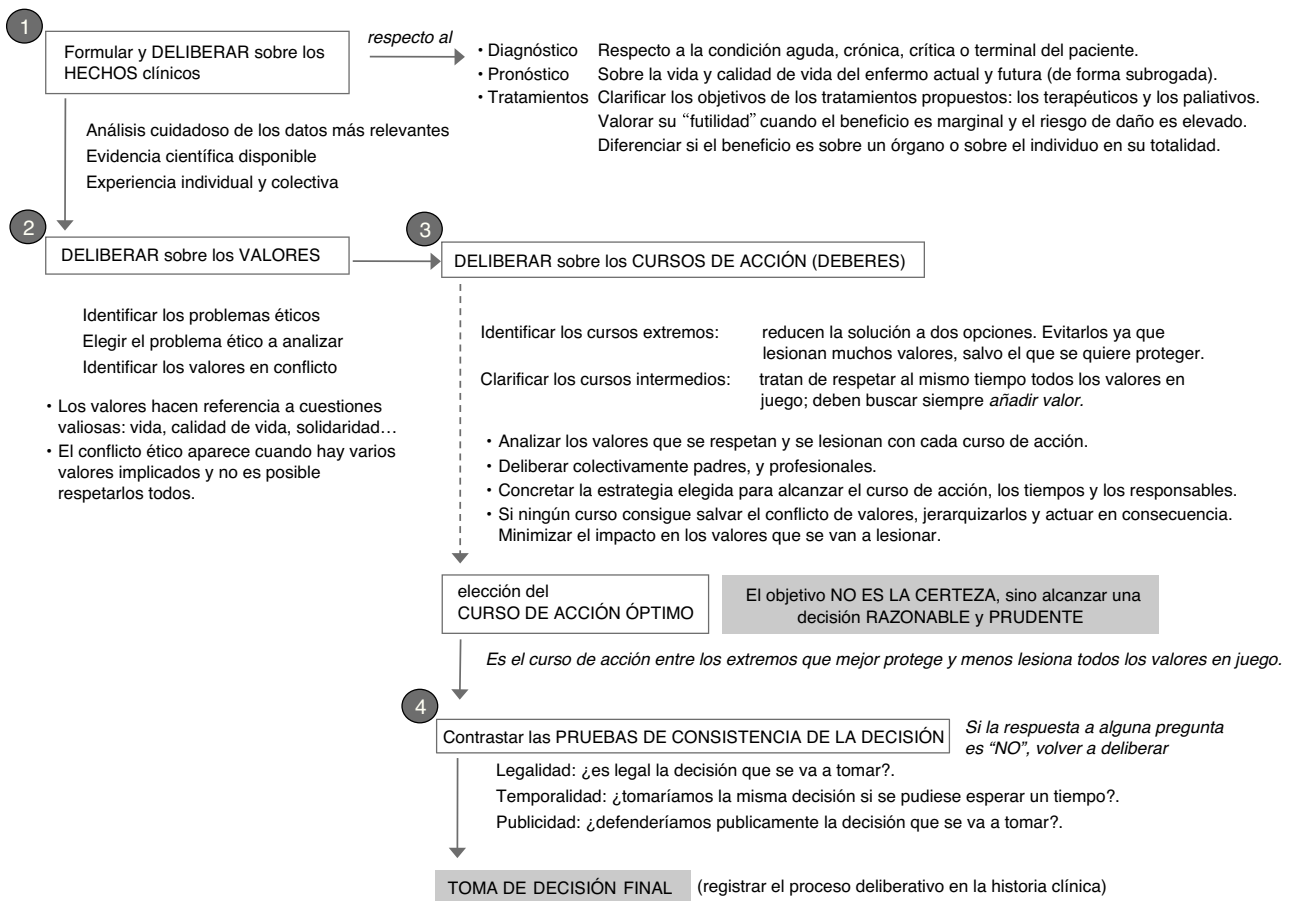 1
Formular y DELIBERAR sobre los
HECHOS clínicos
respecto al
• Diagnóstico Respecto a la condición aguda, crónica, crítica o terminal del paciente.
• Pronóstico Sobre la vida y calidad de vida del enfermo actual y futura (de forma subrogada).
• Tratamientos Clarificar los objetivos de los tratamientos propuestos: los terapéuticos y los paliativos.
Valorar su “futilidad” cuando el beneficio es marginal y el riesgo de daño es elevado.
Diferenciar si el beneficio es sobre un órgano o sobre el individuo en su totalidad.
Análisis cuidadoso de los datos más relevantes
Evidencia científica disponible
Experiencia individual y colectiva
2
DELIBERAR sobre los VALORES
Identificar los problemas éticos
Elegir el problema ético a analizar
Identificar los valores en conflicto
• Los valores hacen referencia a cuestiones
valiosas: vida, calidad de vida, solidaridad…
• El conflicto ético aparece cuando hay varios
valores implicados y no es posible
respetarlos todos.
3
DELIBERAR sobre los CURSOS DE ACCIÓN (DEBERES)
Identificar los cursos extremos: reducen la solución a dos opciones. Evitarlos ya que
lesionan muchos valores, salvo el que se quiere proteger.
Clarificar los cursos intermedios: tratan de respetar al mismo tiempo todos los valores en
juego; deben buscar siempre añadir valor.
• Analizar los valores que se respetan y se lesionan con cada curso de acción.
• Deliberar colectivamente padres, y profesionales.
• Concretar la estrategia elegida para alcanzar el curso de acción, los tiempos y los responsables.
• Si ningún curso consigue salvar el conflicto de valores, jerarquizarlos y actuar en consecuencia.
Minimizar el impacto en los valores que se van a lesionar.
elección del
CURSO DE ACCIÓN ÓPTIMO
El objetivo NO ES LA CERTEZA, sino alcanzar una
decisión RAZONABLE y PRUDENTE
Es el curso de acción entre los extremos que mejor protege y menos lesiona todos los valores en juego.
4
Contrastar las PRUEBAS DE CONSISTENCIA DE LA DECISIÓN
Si la respuesta a alguna pregunta
es “NO”, volver a deliberar
Legalidad: ¿es legal la decisión que se va a tomar?.
Temporalidad: ¿tomaríamos la misma decisión si se pudiese esperar un tiempo?.
Publicidad: ¿defenderíamos publicamente la decisión que se va a tomar?.
TOMA DE DECISIÓN FINAL (registrar el proceso deliberativo en la historia clínica)